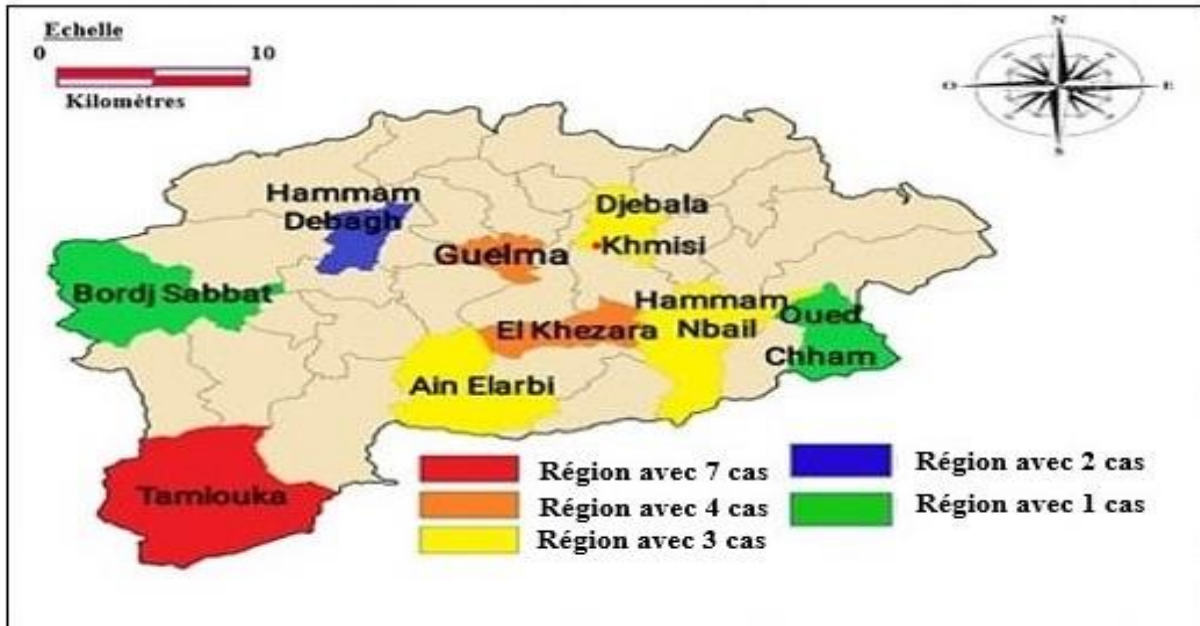 Echelle
0 10
Kilomètres
N
O E
S
Hammam
Debagh
Djebala
Khmisi
Guelma
Bordj Sabbat
Hammam
Nbail
Oued
Chham
El Khezara
Ain Elarbi
Tamlouka
Région avec 7 cas
Région avec 4 cas
Région avec 3 cas
Région avec 2 cas
Région avec 1 cas